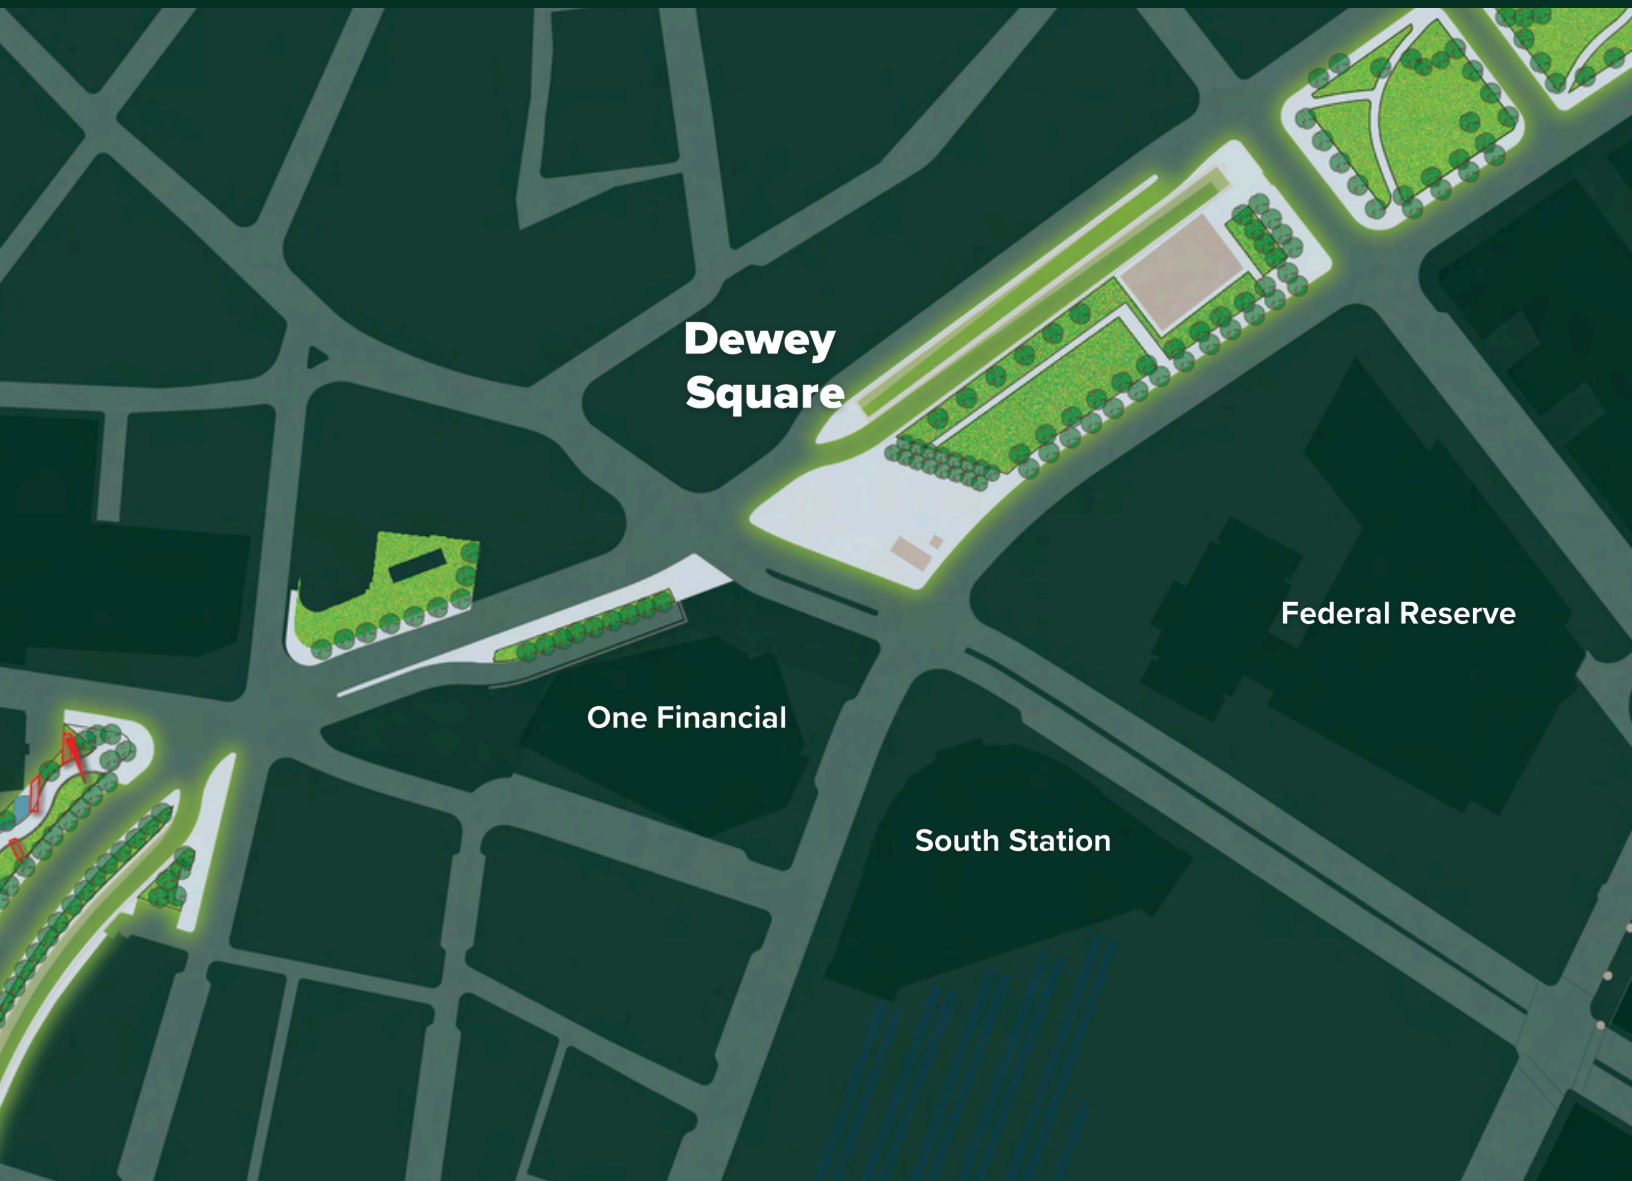 Dewey
Square
Federal Reserve
One Financial
South Station